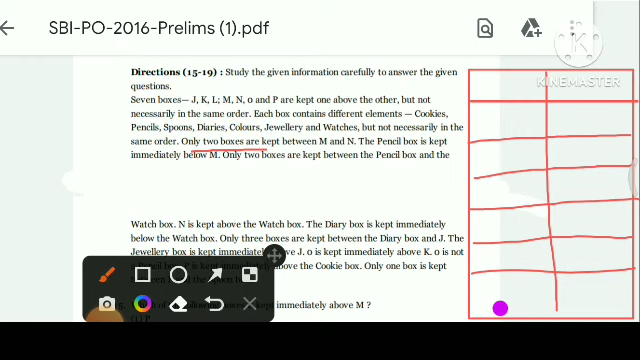 SBI-PO-2016-Prelims (1).pdf
KINEMASTER
Directions (15-19) : Study the given information carefully to answer the given
questions.
Seven boxes— J, K, L; M, N, o and P are kept one above the other, but not
necessarily in the same order. Each box contains different elements — Cookies,
Pencils, Spoons, Diaries, Colours, Jewellery and Watches, but not necessarily in the
same order. Only two boxes are kept between M and N. The Pencil box is kept
immediately below M. Only two boxes are kept between the Pencil box and the
Watch box. N is kept above the Watch box. The Diary box is kept immediately
below the Watch box. Only three boxes are kept between the Diary box and J. The
Jewellery box is kept immediately above J. o is kept immediately above K. o is not
above the Cookie box. Only one box is kept
kept immediately above M ?
(1) P